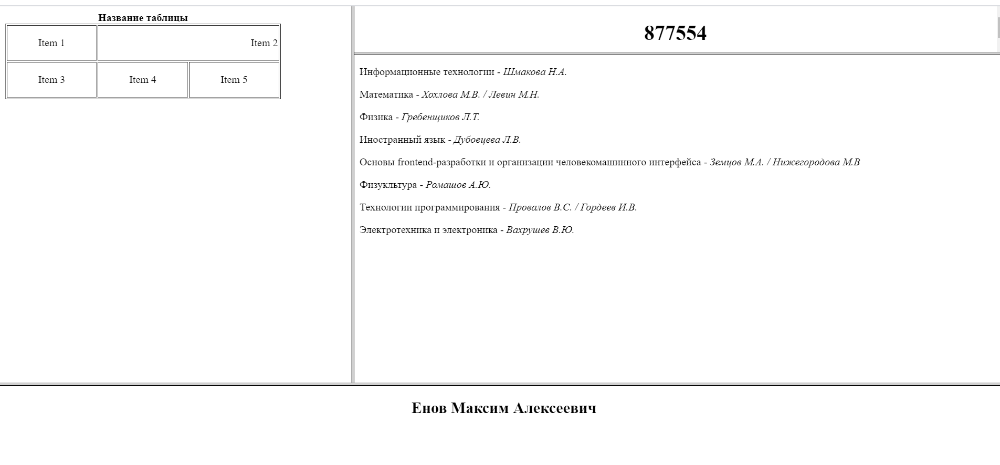 Название таблицы
Item 1
Item 2
Item 3
Item 4
Item 5
877554
Информационные технологии - Шмакова Н.А.
Математика - Хохлова М.В. / Левин М.Н.
Физика - Гребенщиков Л.Т.
Иностранный язык - Дубовцева Л.В.
Основы frontend-разработки и организации человекомашинного интерфейса - Земцов М.А. / Нижегородова М.В
Физукльтура - Ромашов А.Ю.
Технологии программирования - Провалов В.С. / Гордеев И.В.
Электротехника и электроника - Вахрушев В.Ю.
Енов Максим Алексеевич